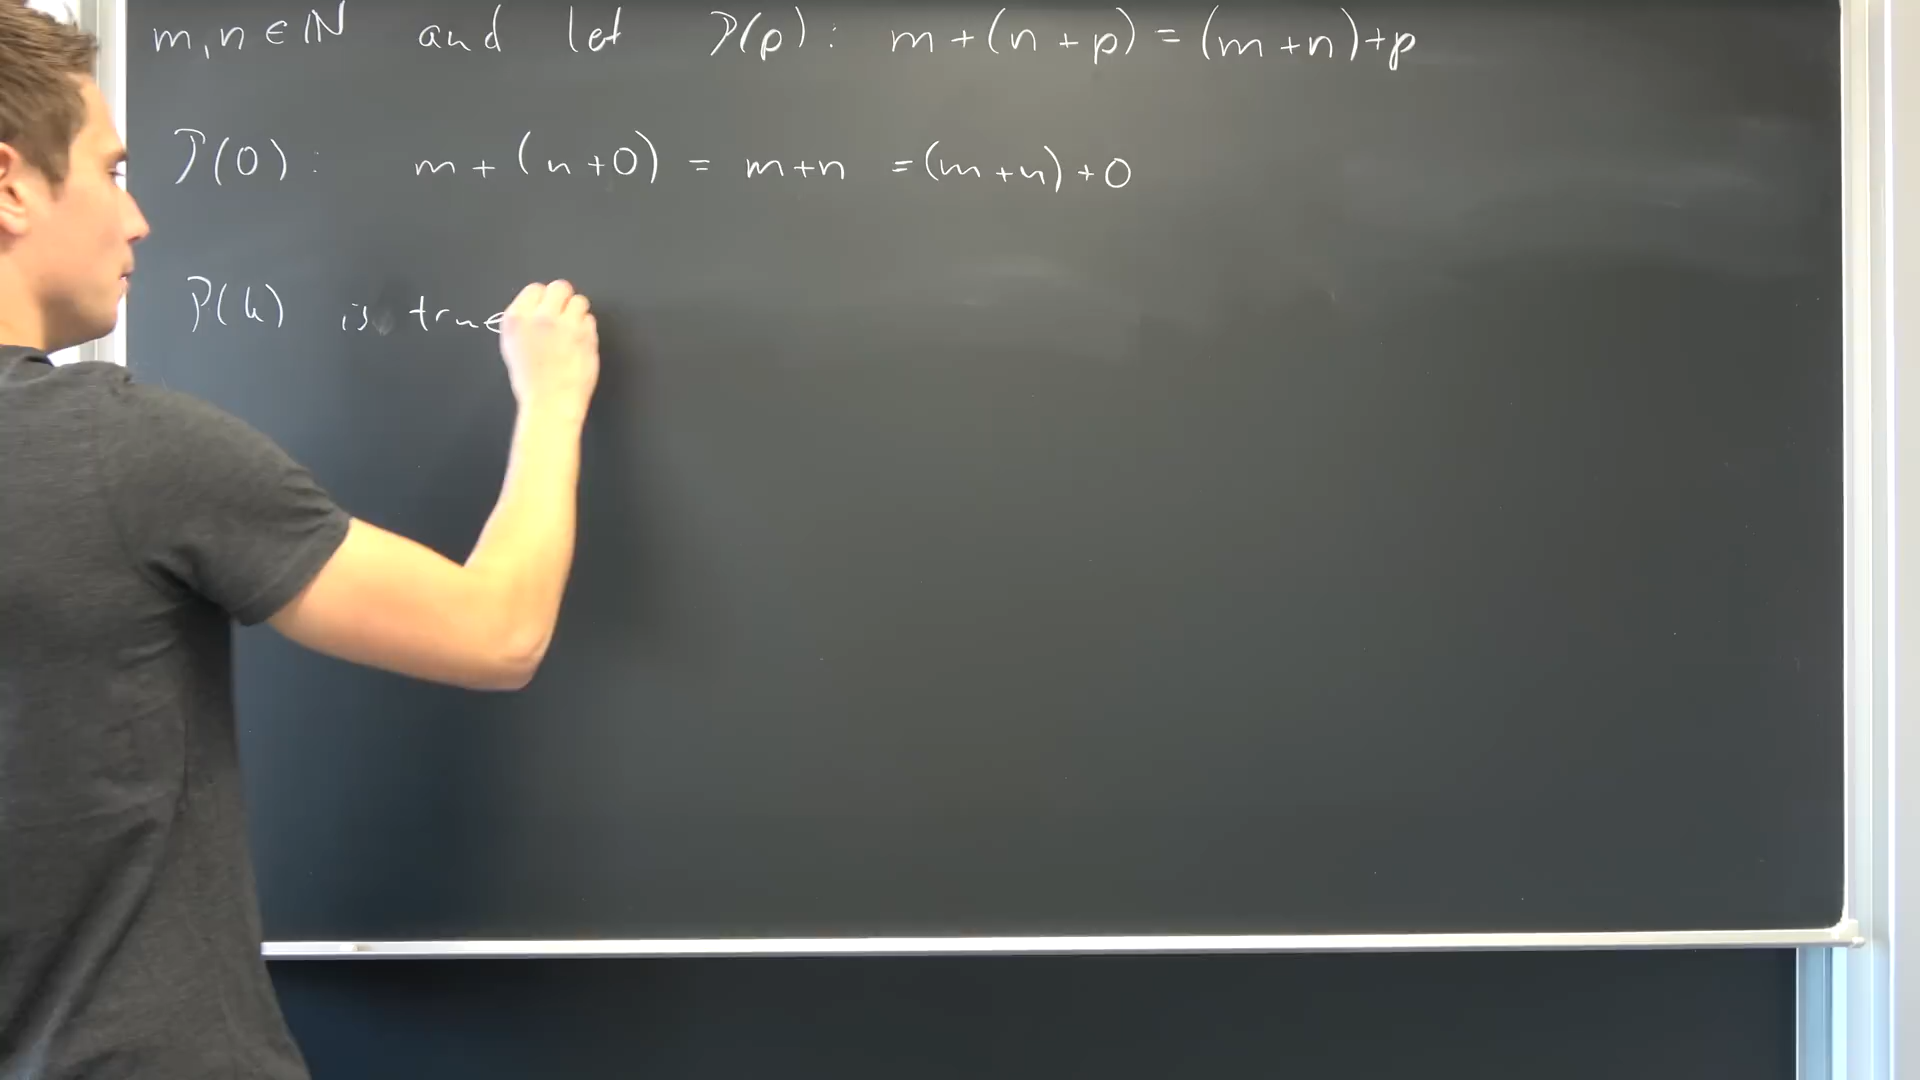 m,n ∈ ℕ and let P(p): m+(n+p)=(m+n)+p
P(0): m+(n+0) = m+n =(m+n)+0
P(k) is true